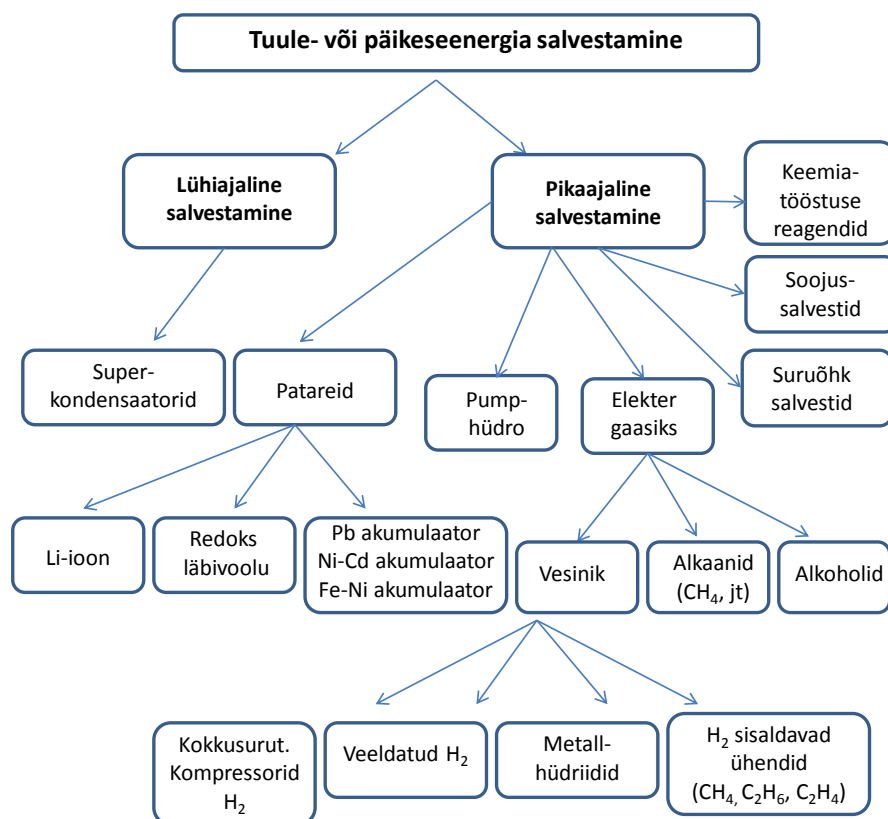 Tuule- või päikeseenergia salvestamine
Lühiajaline
salvestamine
Pikaajaline
salvestamine
Keemia-
tööstuse
reagendid
Soojus-
salvestid
Suruõhk
salvestid
Super-
kondensaatorid
Patareid
Pump-
hüdro
Elekter
gaasiks
Li-ioon
Redoks
läbivoolu
Pb akumulaator
Ni-Cd akumulaator
Fe-Ni akumulaator
Vesinik
Alkaanid
(CH₄, jt)
Alkoholid
Kokkusurut.
Kompressorid
H₂
Veeldatud H₂
Metall-
hüdriidid
H₂ sisaldavad
ühendid
(CH₄, C₂H₆, C₂H₄)